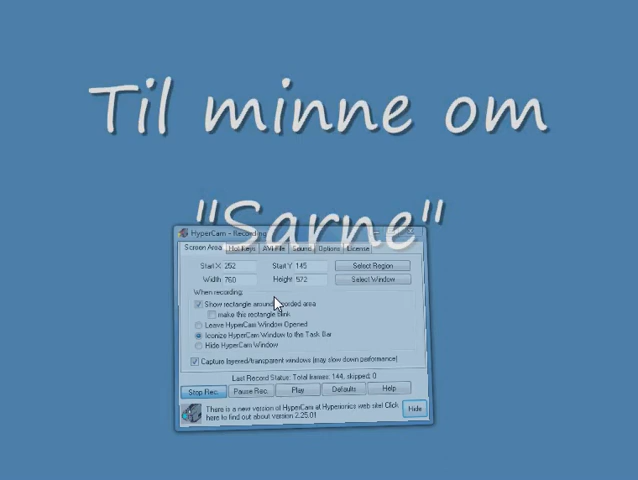 Til minne om
"Sarne"
HyperCam - Recording
Screen Area Hot Keys AVI File Sound Options License
Start X 252 Start Y 145 Select Region
Width 760 Height 572 Select Window
When recording:
Show rectangle around recorded area
make this rectangle blink
Leave HyperCam Window Opened
Iconize HyperCam Window to the Task Bar
Hide HyperCam Window
Capture layered/transparent windows (may slow down performance)
Last Record Status: Total frames: 144, skipped: 0
Stop Rec. Pause Rec. Play Defaults Help
There is a new version of HyperCam at Hyperionics web site! Click
here to find out about version 2.25.01
Hide